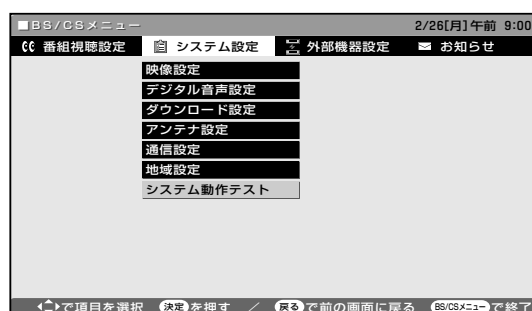 ■BS/CSメニュー 2/26[月]午前 9:00
番組視聴設定 システム設定 外部機器設定 お知らせ
映像設定
デジタル音声設定
ダウンロード設定
アンテナ設定
通信設定
地域設定
システム動作テスト
で項目を選択 決定を押す / 戻るで前の画面に戻る BS/CSメニューで終了